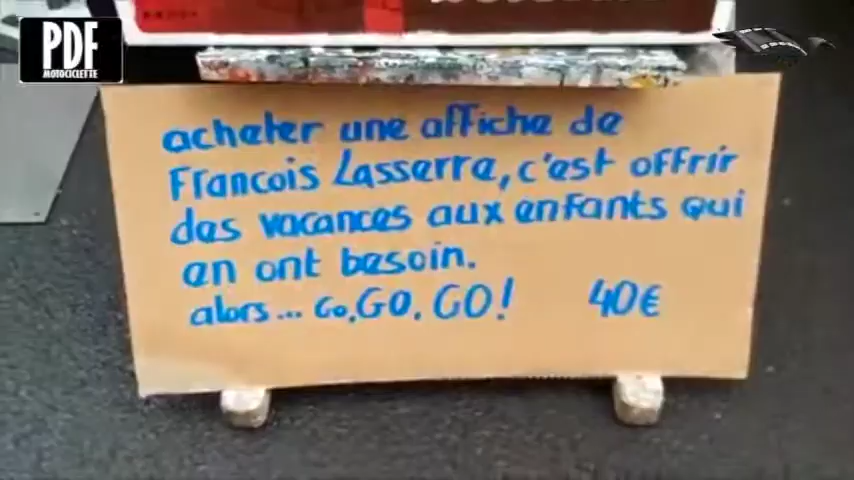 PDF
MOTOCICLETTE
acheter une affiche de
Francois Lasserre, c'est offrir
des vacances aux enfants qui
en ont besoin.
alors... Go, GO, GO! 40€